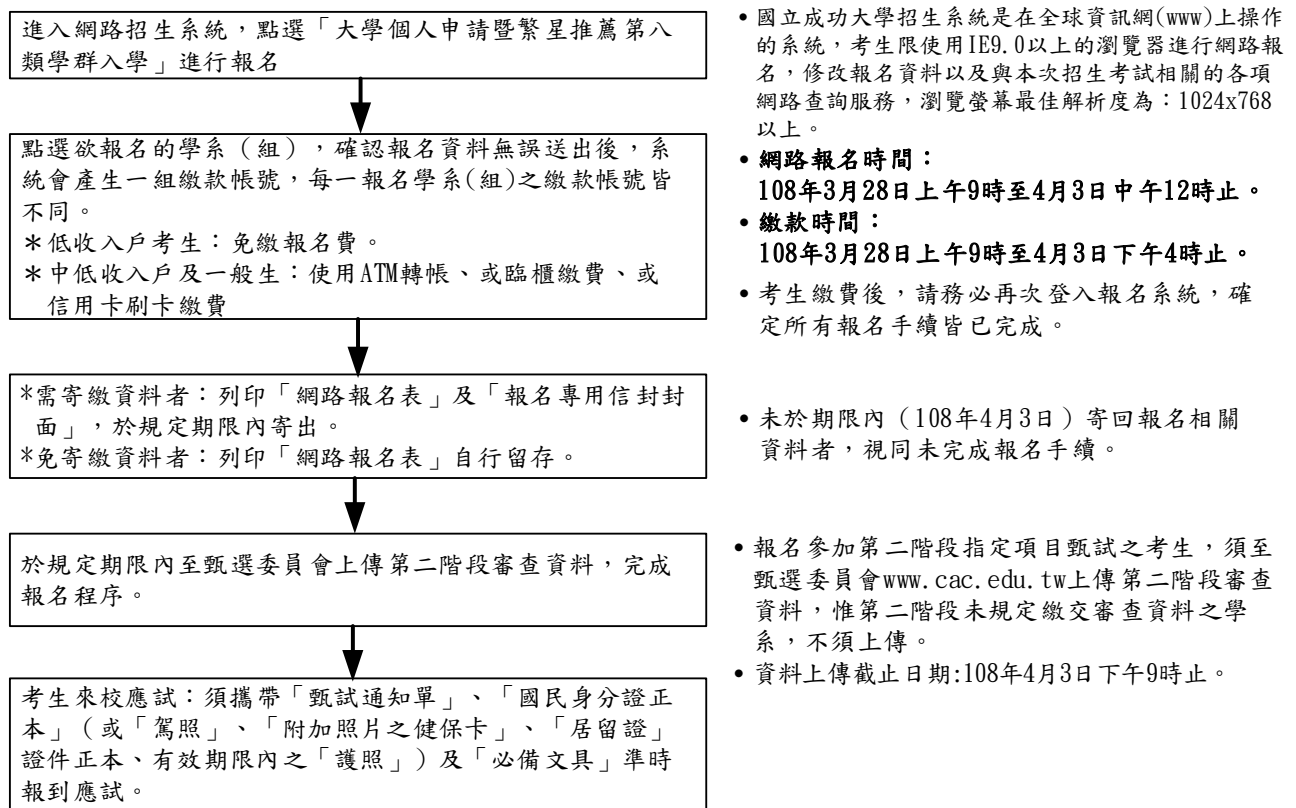 進入網路招生系統，點選「大學個人申請暨繁星推薦第八
類學群入學」進行報名
點選欲報名的學系（組），確認報名資料無誤送出後，系
統會產生一組繳款帳號，每一報名學系(組)之繳款帳號皆
不同。
＊低收入戶考生：免繳報名費。
＊中低收入戶及一般生：使用ATM轉帳、或臨櫃繳費、或
信用卡刷卡繳費
*需寄繳資料者：列印「網路報名表」及「報名專用信封封
面」，於規定期限內寄出。
*免寄繳資料者：列印「網路報名表」自行留存。
於規定期限內至甄選委員會上傳第二階段審查資料，完成
報名程序。
考生來校應試：須攜帶「甄試通知單」、「國民身分證正
本」（或「駕照」、「附加照片之健保卡」、「居留證」
證件正本、有效期限內之「護照」）及「必備文具」準時
報到應試。
•國立成功大學招生系統是在全球資訊網(www)上操作
的系統，考生限使用IE9.0以上的瀏覽器進行網路報
名，修改報名資料以及與本次招生考試相關的各項
網路查詢服務，瀏覽螢幕最佳解析度為：1024x768
以上。
•網路報名時間：
108年3月28日上午9時至4月3日中午12時止。
•繳款時間：
108年3月28日上午9時至4月3日下午4時止。
•考生繳費後，請務必再次登入報名系統，確
定所有報名手續皆已完成。
•未於期限內（108年4月3日）寄回報名相關
資料者，視同未完成報名手續。
•報名參加第二階段指定項目甄試之考生，須至
甄選委員會www.cac.edu.tw上傳第二階段審查
資料，惟第二階段未規定繳交審查資料之學
系，不須上傳。
•資料上傳截止日期:108年4月3日下午9時止。